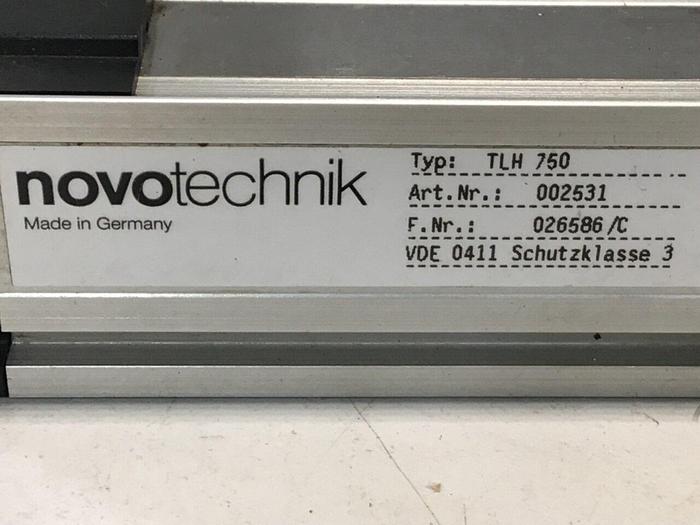 novotechnik
Made in Germany
Typ: TLH 750
Art.Nr.: 002531
F.Nr.: 026586/C
VDE 0411 Schutzklasse 3